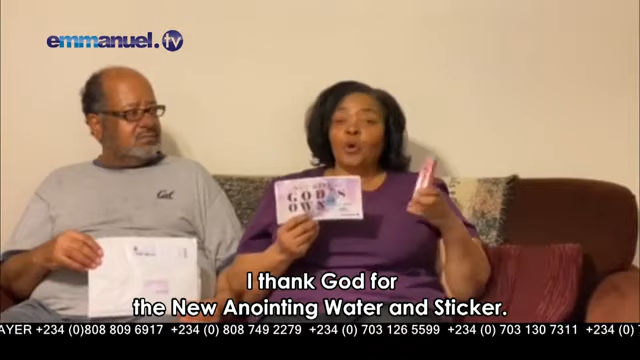 emmanuel.tv
Cal
GOD'S
OWN
I thank God for
the New Anointing Water and Sticker.
AYER +234 (0)808 809 6917 +234 (0) 808 749 2279 +234 (0) 703 126 5599 +234 (0) 703 130 7311 +234 (0)